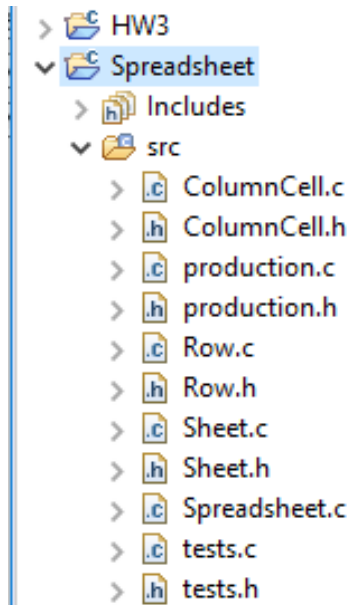 HW3
Spreadsheet
Includes
src
ColumnCell.c
ColumnCell.h
production.c
production.h
Row.c
Row.h
Sheet.c
Sheet.h
Spreadsheet.c
tests.c
tests.h